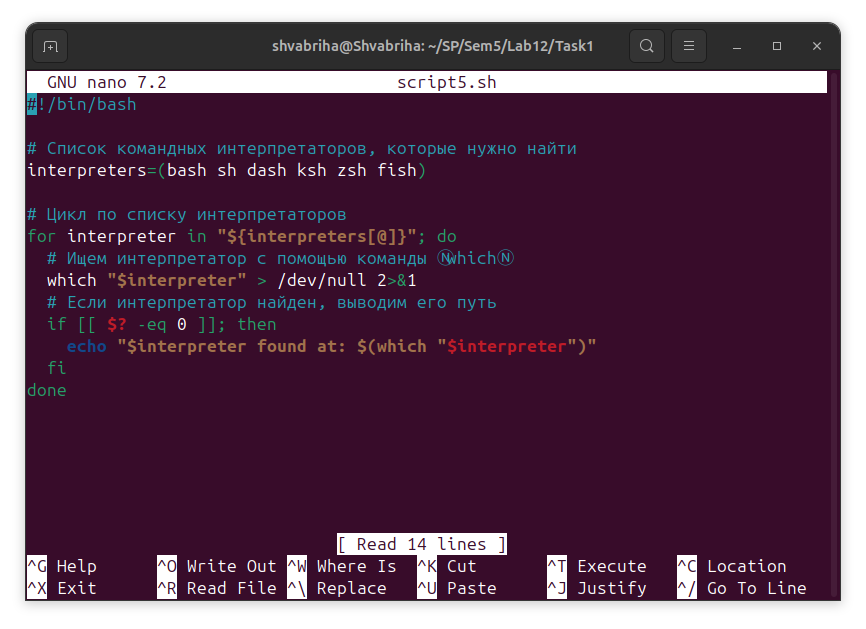 shvabriha@Shvabriha: ~/SP/Sem5/Lab12/Task1
GNU nano 7.2 script5.sh
#!/bin/bash
# Список командных интерпретаторов, которые нужно найти
interpreters=(bash sh dash ksh zsh fish)
# Цикл по списку интерпретаторов
for interpreter in "${interpreters[@]}"; do
# Ищем интерпретатор с помощью команды ⓃwhichⓃ
which "$interpreter" > /dev/null 2>&1
# Если интерпретатор найден, выводим его путь
if [[ $? -eq 0 ]]; then
echo "$interpreter found at: $(which "$interpreter")"
fi
done
[ Read 14 lines ]
^G Help ^O Write Out ^W Where Is ^K Cut ^T Execute ^C Location
^X Exit ^R Read File ^\ Replace ^U Paste ^J Justify ^/ Go To Line